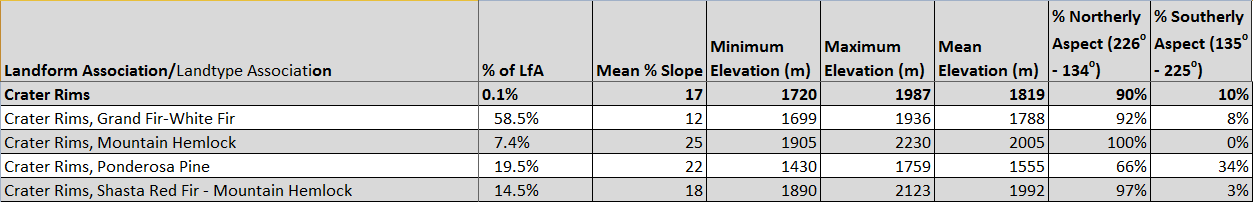 Landform Association/Landtype Association % of LfA Mean % Slope Minimum Elevation (m) Maximum Elevation (m) Mean Elevation (m) % Northerly Aspect (226° - 134°) % Southerly Aspect (135° - 225°)
Crater Rims 0.1% 17 1720 1987 1819 90% 10%
Crater Rims, Grand Fir-White Fir 58.5% 12 1699 1936 1788 92% 8%
Crater Rims, Mountain Hemlock 7.4% 25 1905 2230 2005 100% 0%
Crater Rims, Ponderosa Pine 19.5% 22 1430 1759 1555 66% 34%
Crater Rims, Shasta Red Fir - Mountain Hemlock 14.5% 18 1890 2123 1992 97% 3%